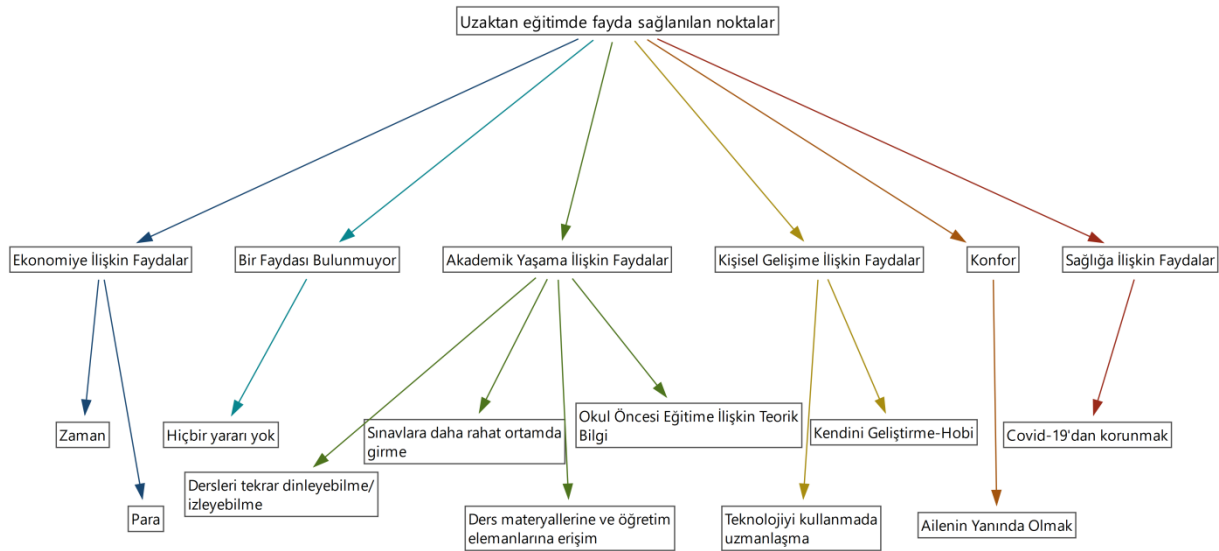 Uzaktan eğitimde fayda sağlanılan noktalar
Ekonomiye İlişkin Faydalar
Bir Faydası Bulunmuyor
Akademik Yaşama İlişkin Faydalar
Kişisel Gelişime İlişkin Faydalar
Konfor
Sağlığa İlişkin Faydalar
Zaman
Hiçbir yararı yok
Sınavlara daha rahat ortamda
girme
Okul Öncesi Eğitime İlişkin Teorik
Bilgi
Kendini Geliştirme-Hobi
Covid-19'dan korunmak
Dersleri tekrar dinleyebilme/
izleyebilme
Para
Ders materyallerine ve öğretim
elemanlarına erişim
Teknolojiyi kullanmada
uzmanlaşma
Ailenin Yanında Olmak